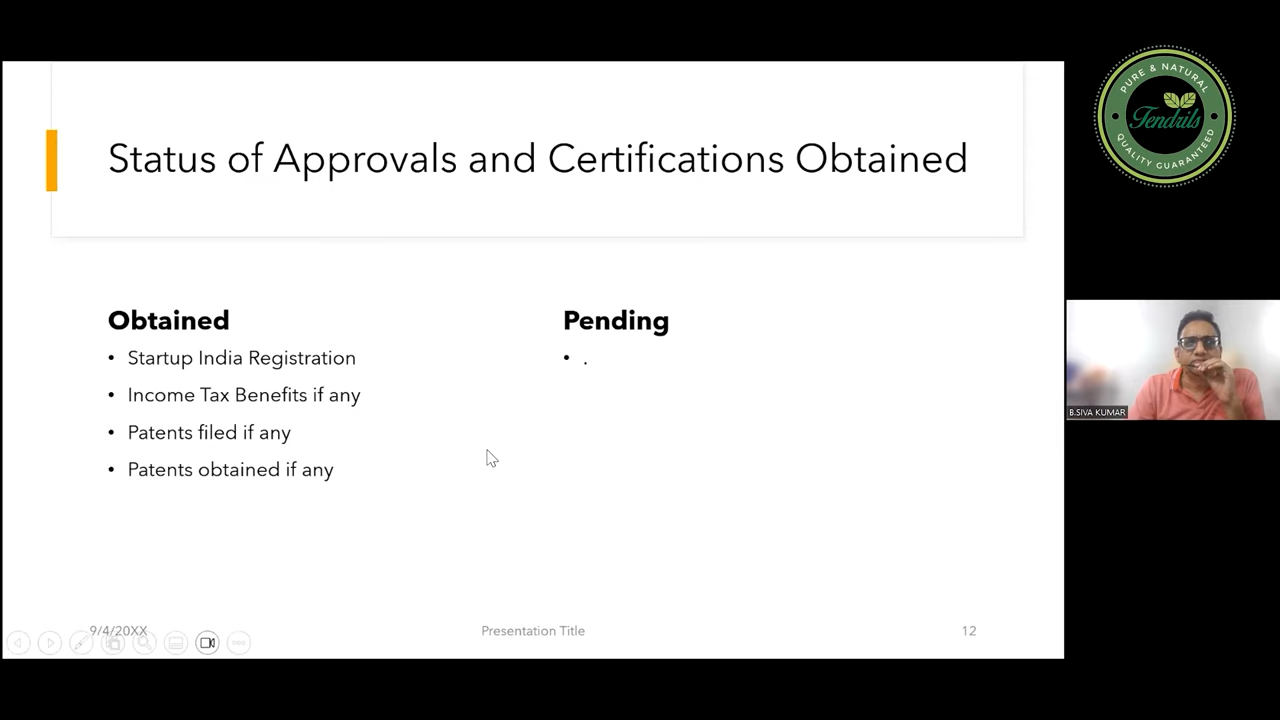 Status of Approvals and Certifications Obtained
Obtained
• Startup India Registration
• Income Tax Benefits if any
• Patents filed if any
• Patents obtained if any
Pending
• .
9/4/20XX
Presentation Title
12
PURE & NATURAL
Tendrils
QUALITY GUARANTEED
B.SIVA KUMAR